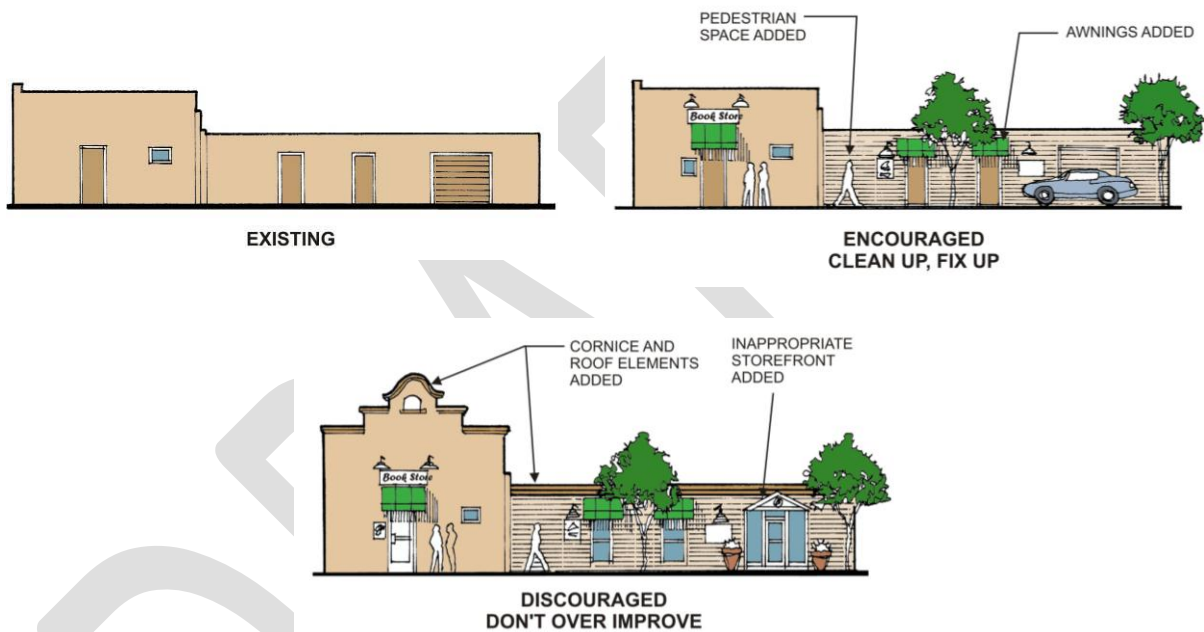 EXISTING
PEDESTRIAN
SPACE ADDED
AWNINGS ADDED
Book Store
ENCOURAGED
CLEAN UP, FIX UP
CORNICE AND
ROOF ELEMENTS
ADDED
INAPPROPRIATE
STOREFRONT
ADDED
Book Store
DISCOURAGED
DON'T OVER IMPROVE